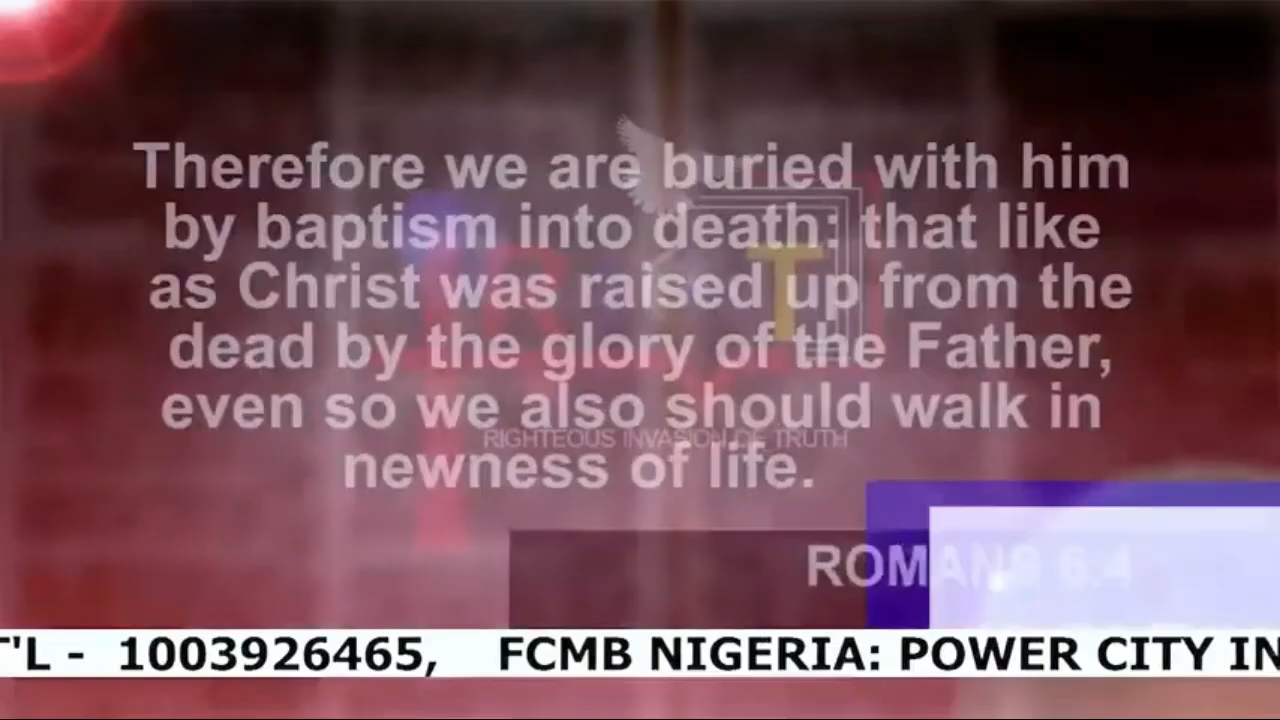 Therefore we are buried with him
by baptism into death: that like
as Christ was raised up from the
dead by the glory of the Father,
even so we also should walk in
RIGHTEOUS INVASION OF TRUTH
newness of life.
ROMANS 6:4
T'L - 1003926465, FCMB NIGERIA: POWER CITY IN